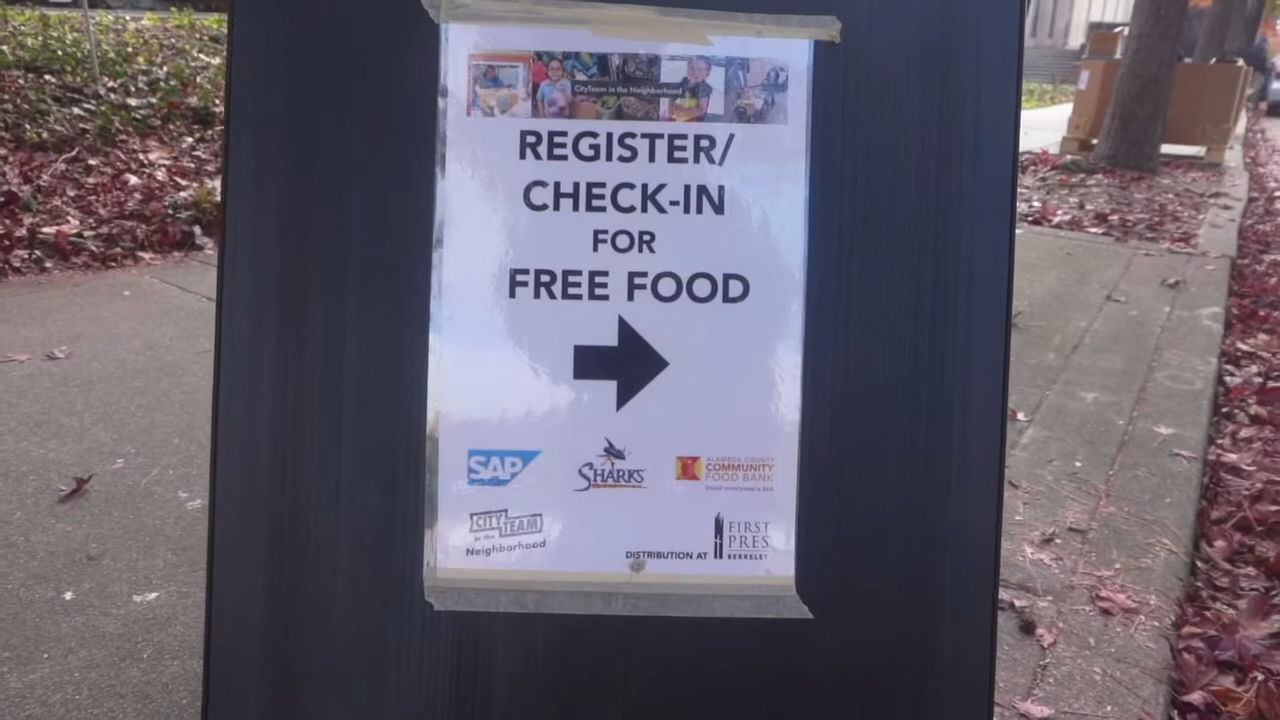 CityTeam in the Neighborhood
REGISTER/
CHECK-IN
FOR
FREE FOOD
SAP
SHARKS
ALAMEDA COUNTY
COMMUNITY
FOOD BANK
CITY TEAM
in the
Neighborhood
DISTRIBUTION AT
FIRST
PRES
BERKELEY